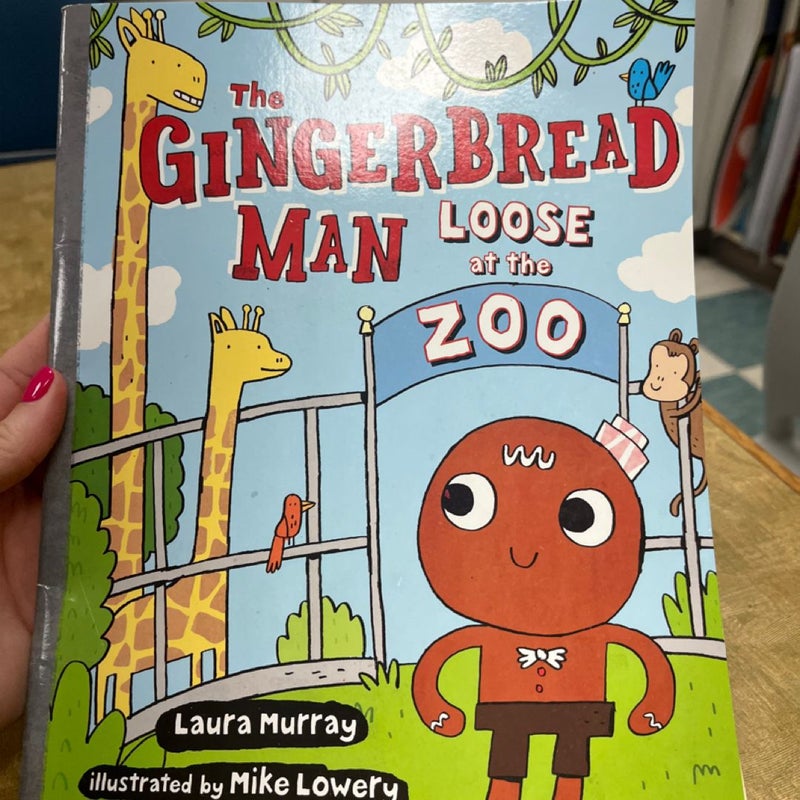 The
GINGERBREAD
MAN LOOSE
at the
ZOO
Laura Murray
illustrated by Mike Lowery